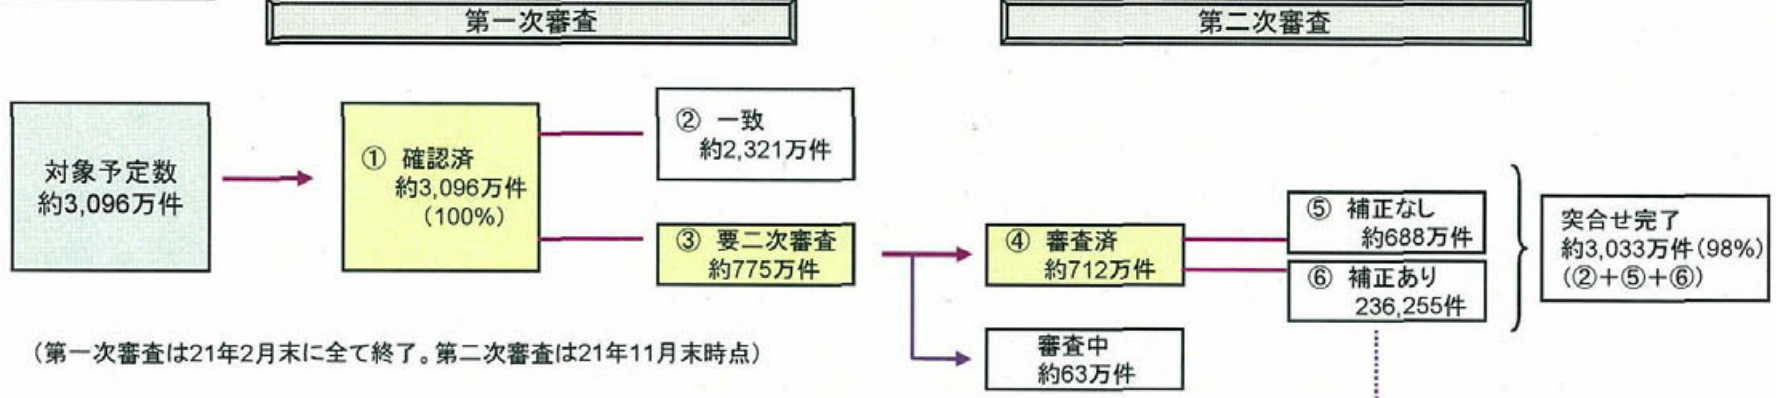 第一次審査
第二次審査
対象予定数
約3,096万件
① 確認済
約3,096万件
(100%)
② 一致
約2,321万件
③ 要二次審査
約775万件
④ 審査済
約712万件
審査中
約63万件
⑤ 補正なし
約688万件
⑥ 補正あり
236,255件
突合せ完了
約3,033万件(98%)
(②+⑤+⑥)
(第一次審査は21年2月末に全て終了。第二次審査は21年11月末時点)